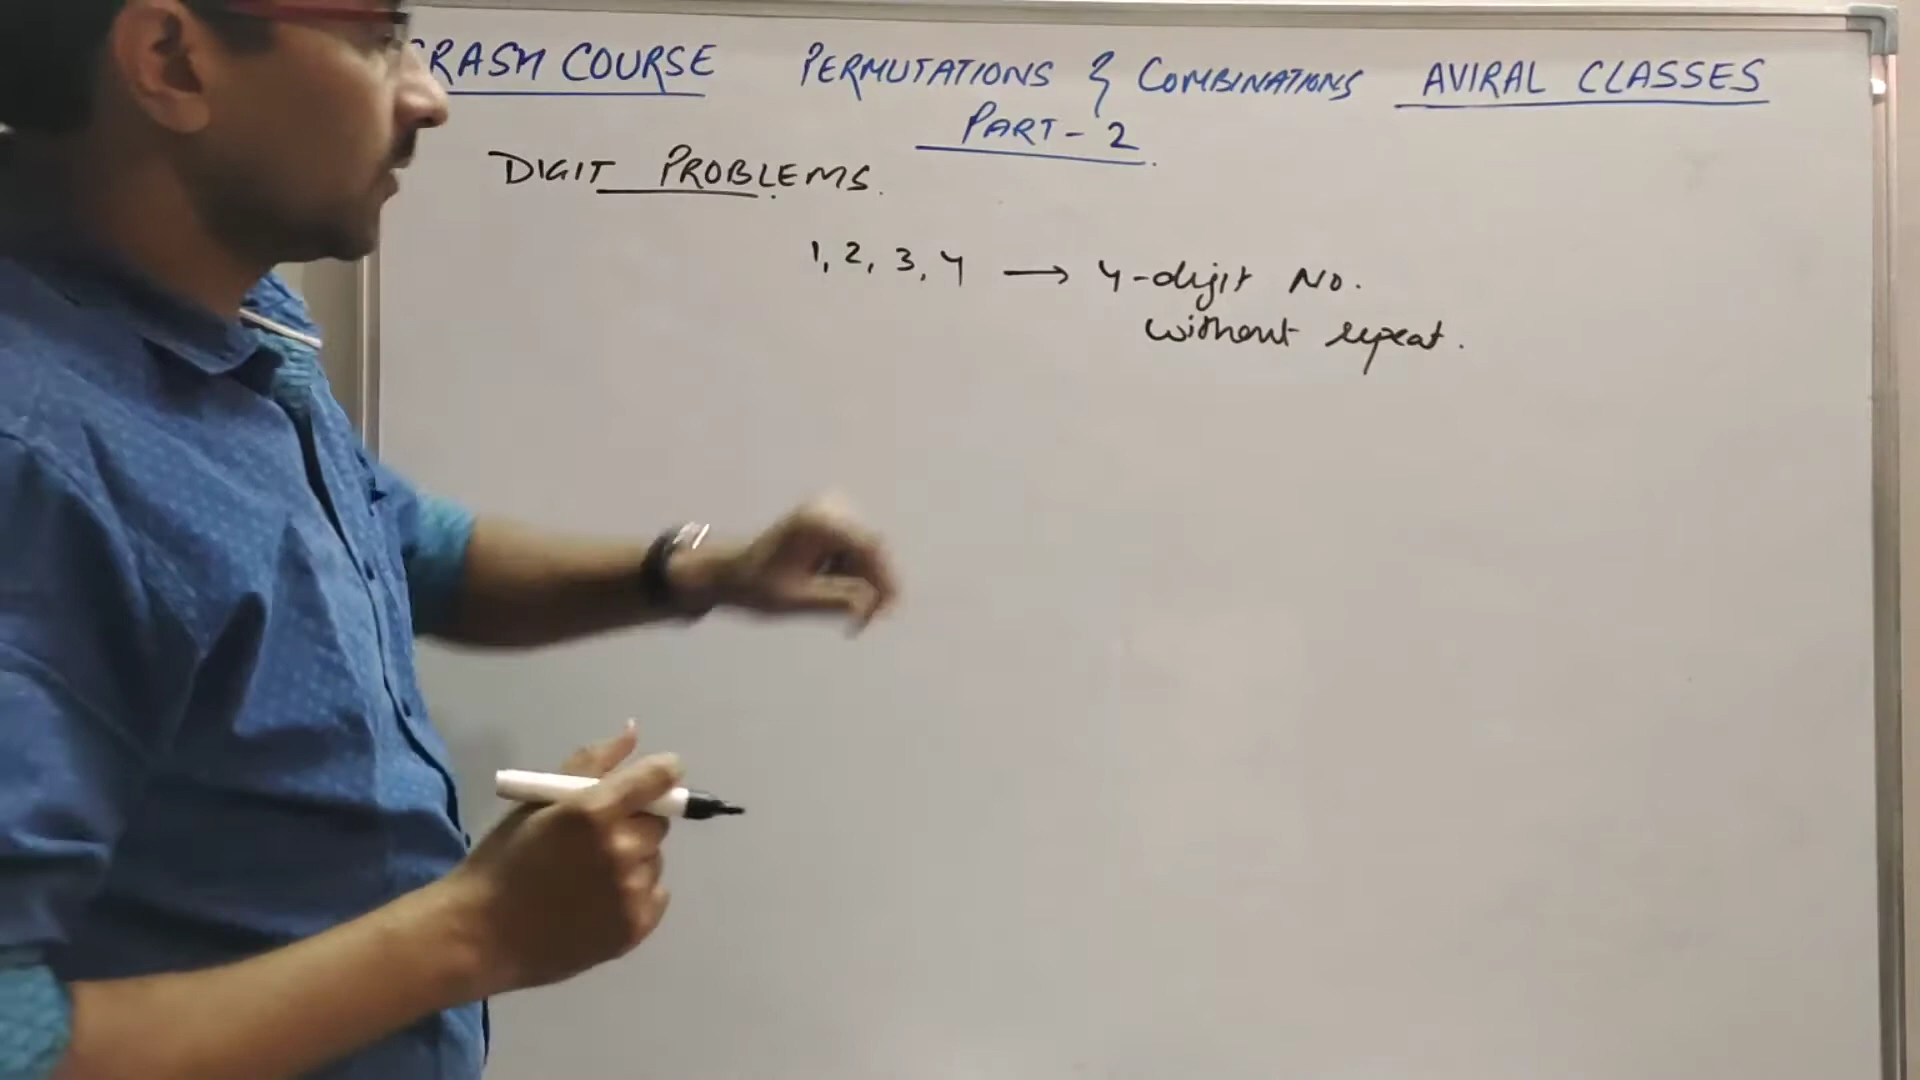 CRASH COURSE PERMUTATIONS & COMBINATIONS AVIRAL CLASSES
PART - 2
DIGIT PROBLEMS.
1, 2, 3, 4 → 4-digit No.
without repeat.